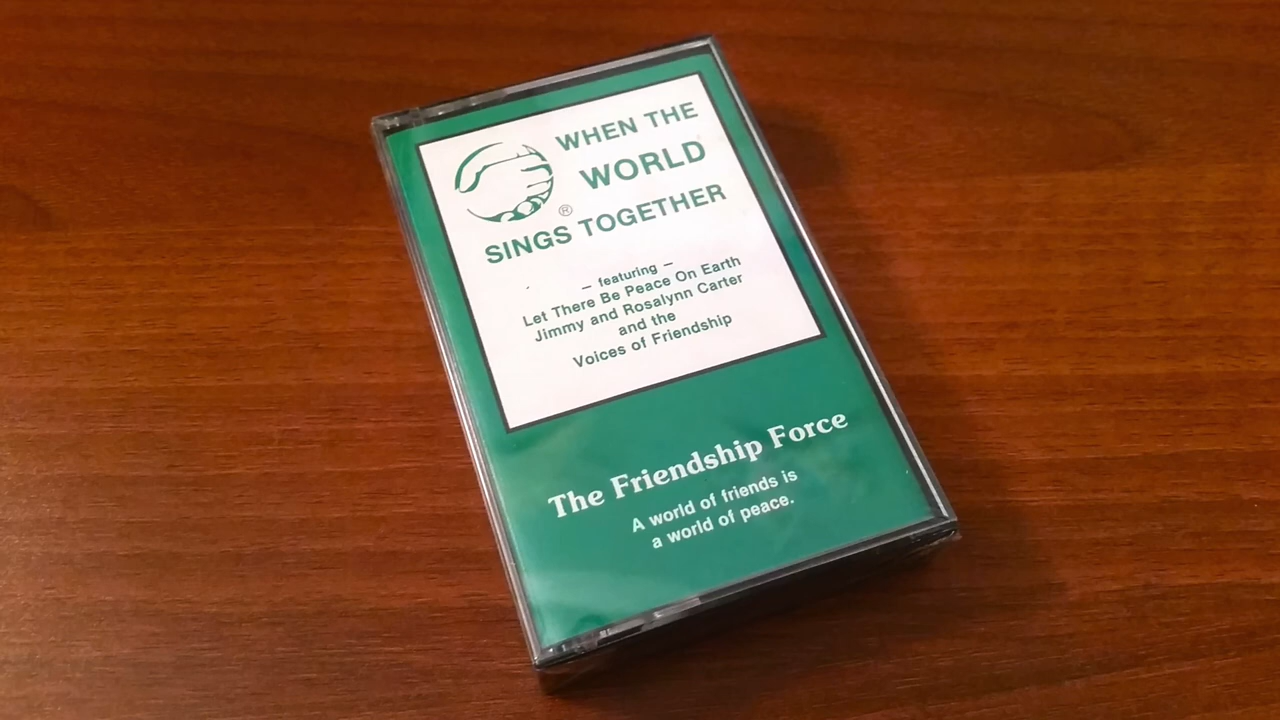 WHEN THE
WORLD
®
SINGS TOGETHER
– featuring –
Let There Be Peace On Earth
Jimmy and Rosalynn Carter
and the
Voices of Friendship
The Friendship Force
A world of friends is
a world of peace.